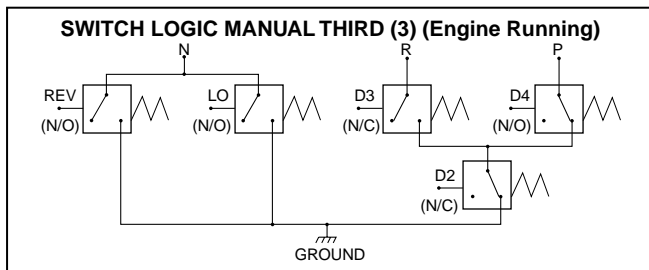 SWITCH LOGIC MANUAL THIRD (3) (Engine Running)
N R P
REV LO D3 D4
(N/O) (N/O) (N/C) (N/O)
D2
(N/C)
GROUND